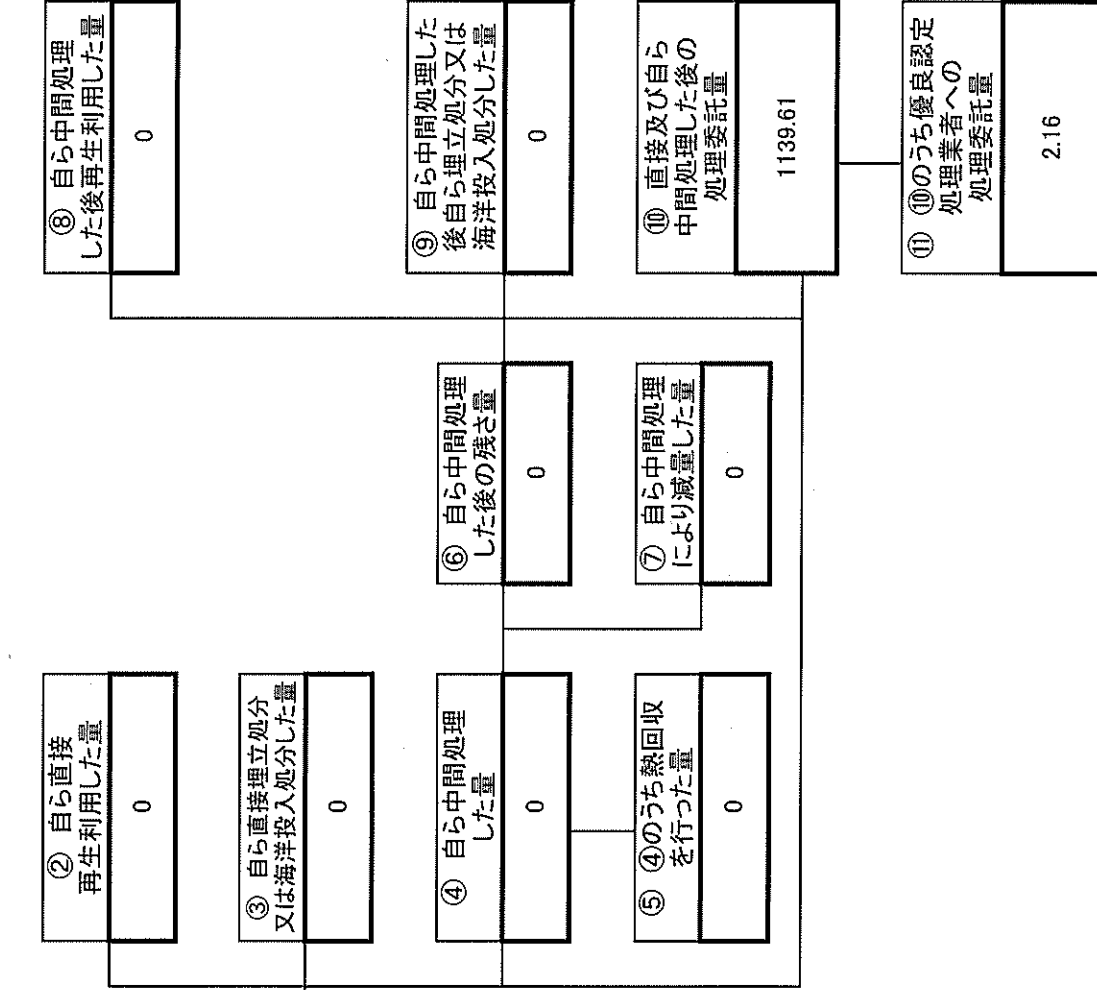 ② 自ら直接
再生利用した量
0
③ 自ら直接埋立処分
又は海洋投入処分した量
0
④ 自ら中間処理
した量
0
⑤ ④のうち熱回収
を行った量
0
⑥ 自ら中間処理
した後の残さ量
0
⑦ 自ら中間処理
により減量した量
0
⑧ 自ら中間処理
した後再生利用した量
0
⑨ 自ら中間処理した
後自ら埋立処分又は
海洋投入処分した量
0
⑩ 直接及び自ら
中間処理した後の
処理委託量
1139.61
⑪ ⑩のうち優良認定
処理業者への
処理委託量
2.16